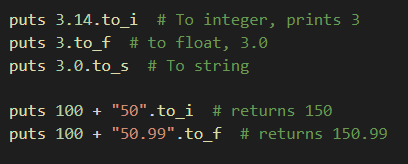 puts 3.14.to_i  # To integer, prints 3
puts 3.to_f  # to float, 3.0
puts 3.0.to_s  # To string
puts 100 + "50".to_i  # returns 150
puts 100 + "50.99".to_f  # returns 150.99